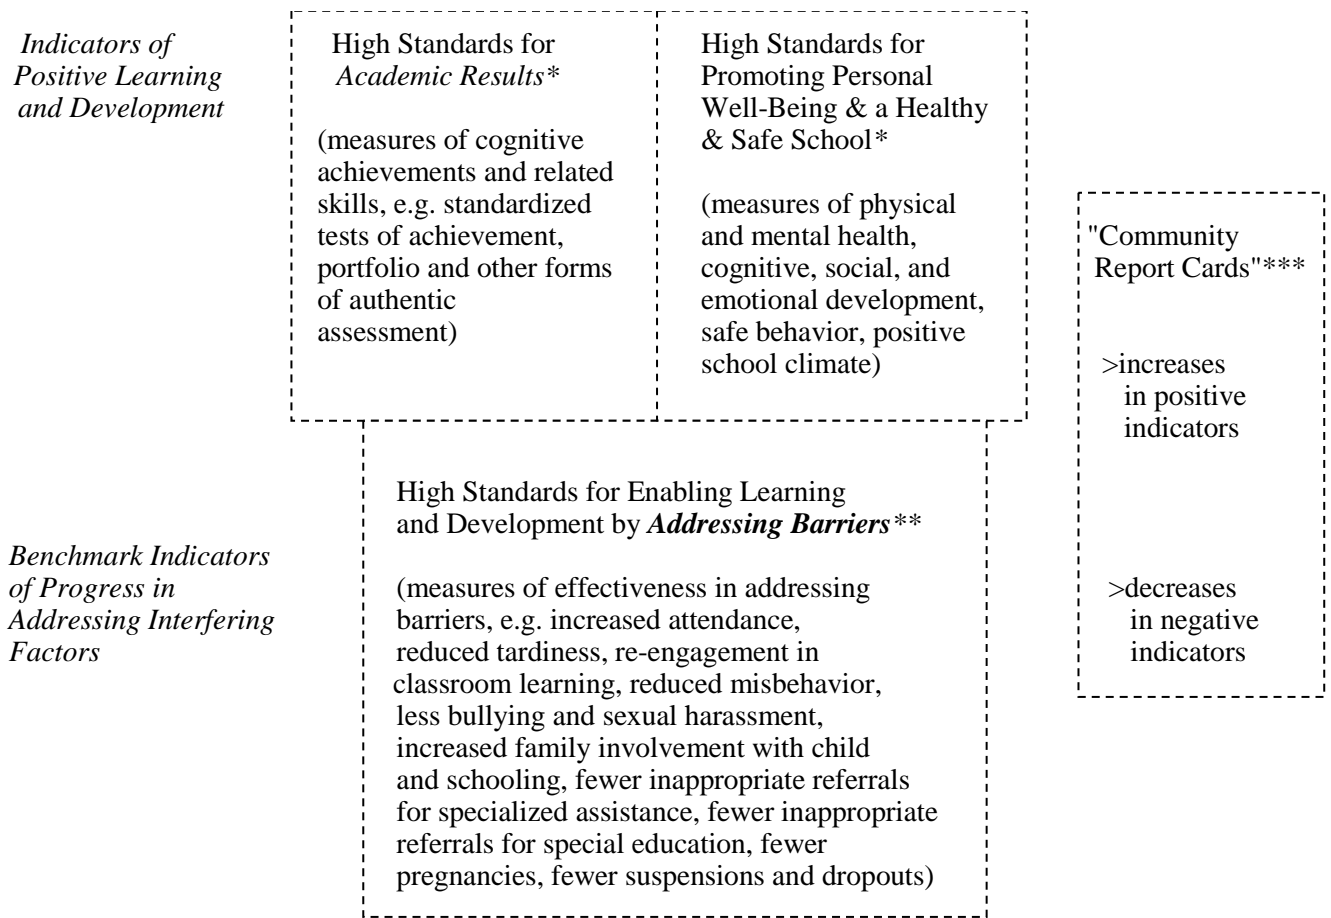 Indicators of
Positive Learning
and Development
High Standards for
Academic Results*
(measures of cognitive
achievements and related
skills, e.g. standardized
tests of achievement,
portfolio and other forms
of authentic
assessment)
High Standards for
Promoting Personal
Well-Being & a Healthy
& Safe School*
(measures of physical
and mental health,
cognitive, social, and
emotional development,
safe behavior, positive
school climate)
"Community
Report Cards"***
>increases
in positive
indicators
>decreases
in negative
indicators
Benchmark Indicators
of Progress in
Addressing Interfering
Factors
High Standards for Enabling Learning
and Development by Addressing Barriers**
(measures of effectiveness in addressing
barriers, e.g. increased attendance,
reduced tardiness, re-engagement in
classroom learning, reduced misbehavior,
less bullying and sexual harassment,
increased family involvement with child
and schooling, fewer inappropriate referrals
for specialized assistance, fewer inappropriate
referrals for special education, fewer
pregnancies, fewer suspensions and dropouts)